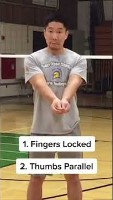 1. Fingers Locked
2. Thumbs Parallel